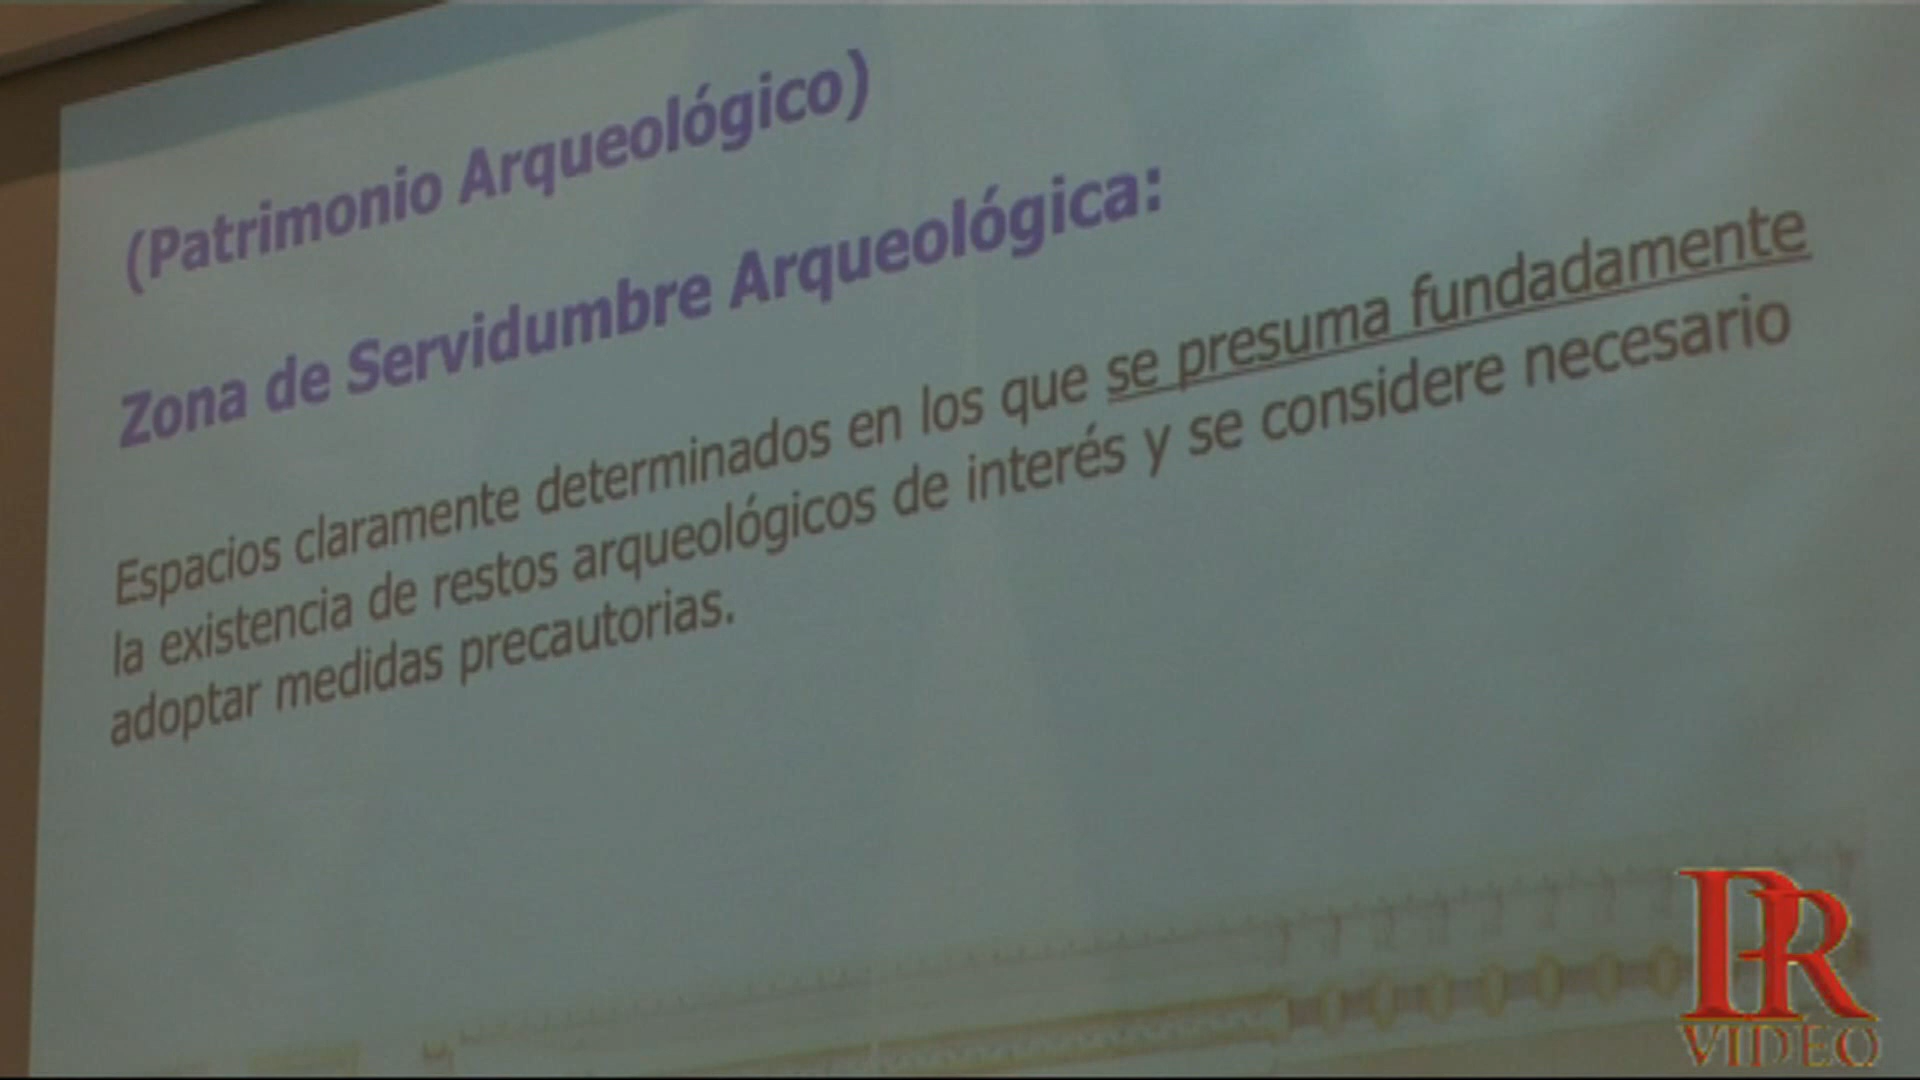 (Patrimonio Arqueológico)
Zona de Servidumbre Arqueológica:
Espacios claramente determinados en los que se presuma fundadamente
la existencia de restos arqueológicos de interés y se considere necesario
adoptar medidas precautorias.
PR
VIDEO